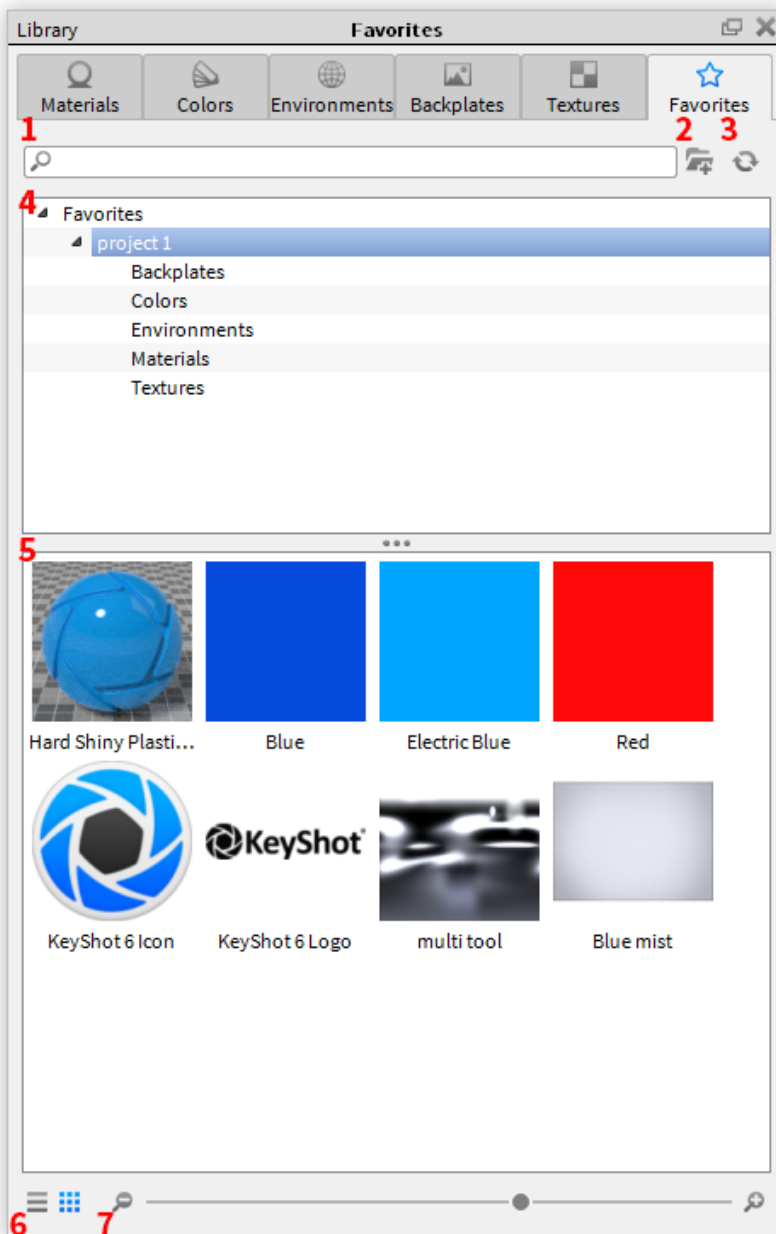 Library Favorites
Materials Colors Environments Backplates Textures Favorites
1 2 3
4 Favorites
project 1
Backplates
Colors
Environments
Materials
Textures
5
Hard Shiny Plasti... Blue Electric Blue Red
KeyShot®
KeyShot 6 Icon KeyShot 6 Logo multi tool Blue mist
6 7